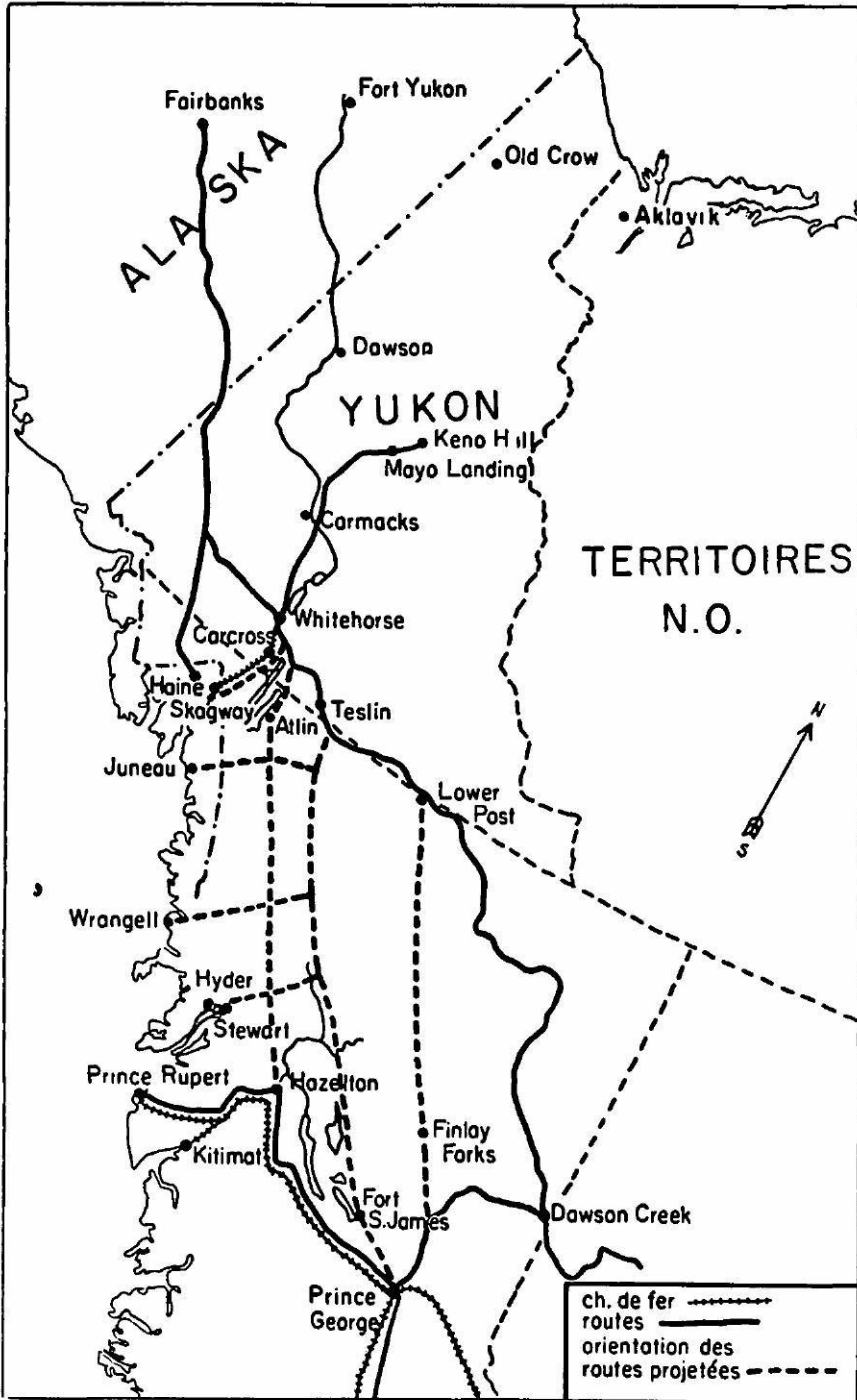 Fairbanks
Fort Yukon
ALASKA
Old Crow
Aklavik
Dawson
YUKON
Keno Hill
Mayo Landing
Carmacks
TERRITOIRES
N.O.
Whitehorse
Carcross
Haine
Skagway
Atlin
Teslin
N
S
Juneau
Lower
Post
Wrangell
Hyder
Stewart
Prince Rupert
Hazelton
Kitimat
Finlay
Forks
Fort
S.James
Dawson Creek
Prince
George
ch. de fer
routes
orientation des
routes projetées